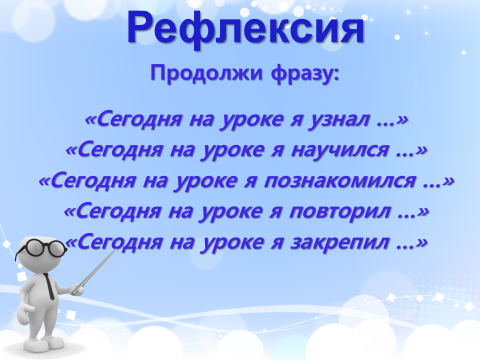 Рефлексия
Продолжи фразу:
«Сегодня на уроке я узнал ...»
«Сегодня на уроке я научился ...»
«Сегодня на уроке я познакомился ...»
«Сегодня на уроке я повторил ...»
«Сегодня на уроке я закрепил ...»